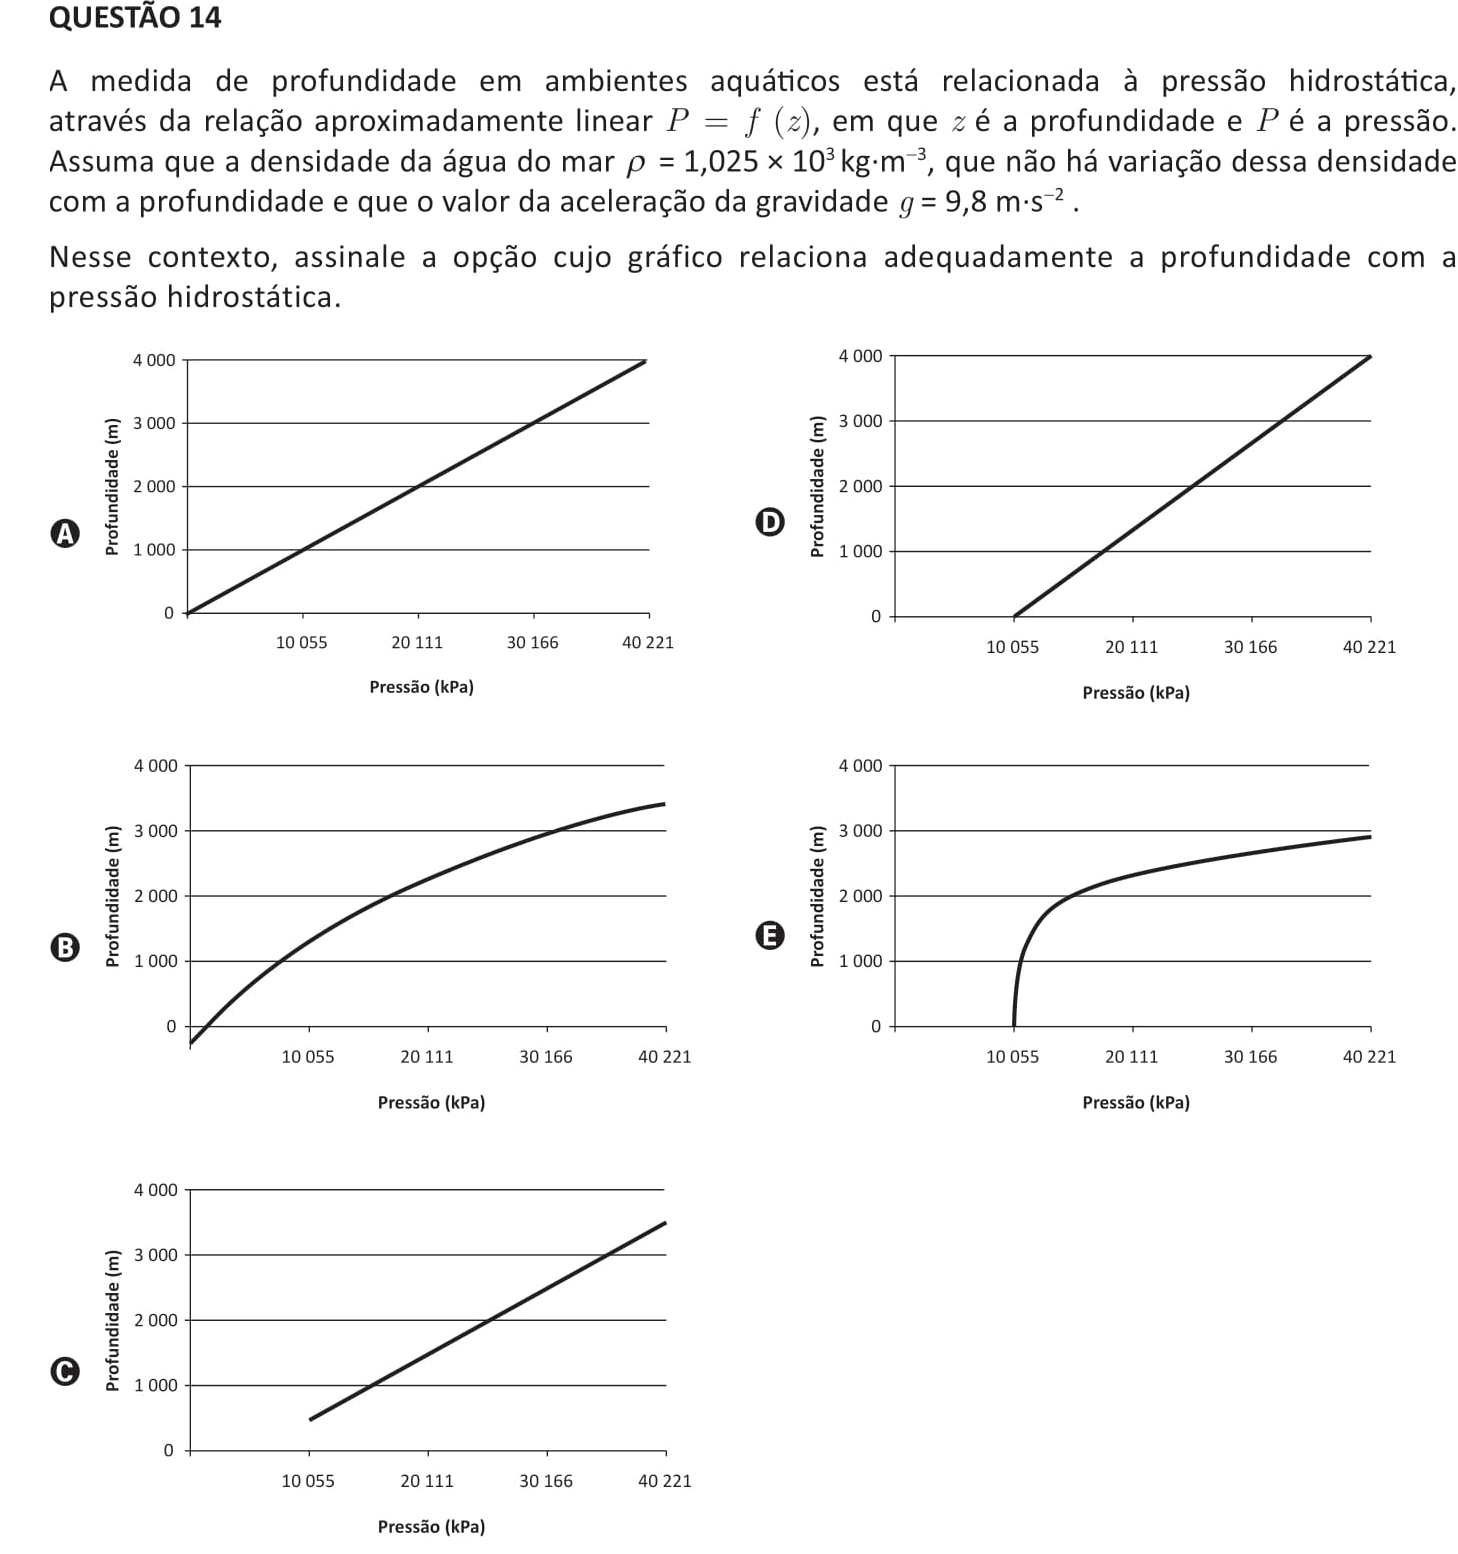 QUESTÃO 14
A medida de profundidade em ambientes aquáticos está relacionada à pressão hidrostática,
através da relação aproximadamente linear P = f (z), em que z é a profundidade e P é a pressão.
Assuma que a densidade da água do mar ρ = 1,025 × 10³ kg·m⁻³, que não há variação dessa densidade
com a profundidade e que o valor da aceleração da gravidade g = 9,8 m·s⁻² .
Nesse contexto, assinale a opção cujo gráfico relaciona adequadamente a profundidade com a
pressão hidrostática.
A
Profundidade (m)
4 000
3 000
2 000
1 000
0
10 055 20 111 30 166 40 221
Pressão (kPa)
B
Profundidade (m)
4 000
3 000
2 000
1 000
0
10 055 20 111 30 166 40 221
Pressão (kPa)
C
Profundidade (m)
4 000
3 000
2 000
1 000
0
10 055 20 111 30 166 40 221
Pressão (kPa)
D
Profundidade (m)
4 000
3 000
2 000
1 000
0
10 055 20 111 30 166 40 221
Pressão (kPa)
E
Profundidade (m)
4 000
3 000
2 000
1 000
0
10 055 20 111 30 166 40 221
Pressão (kPa)